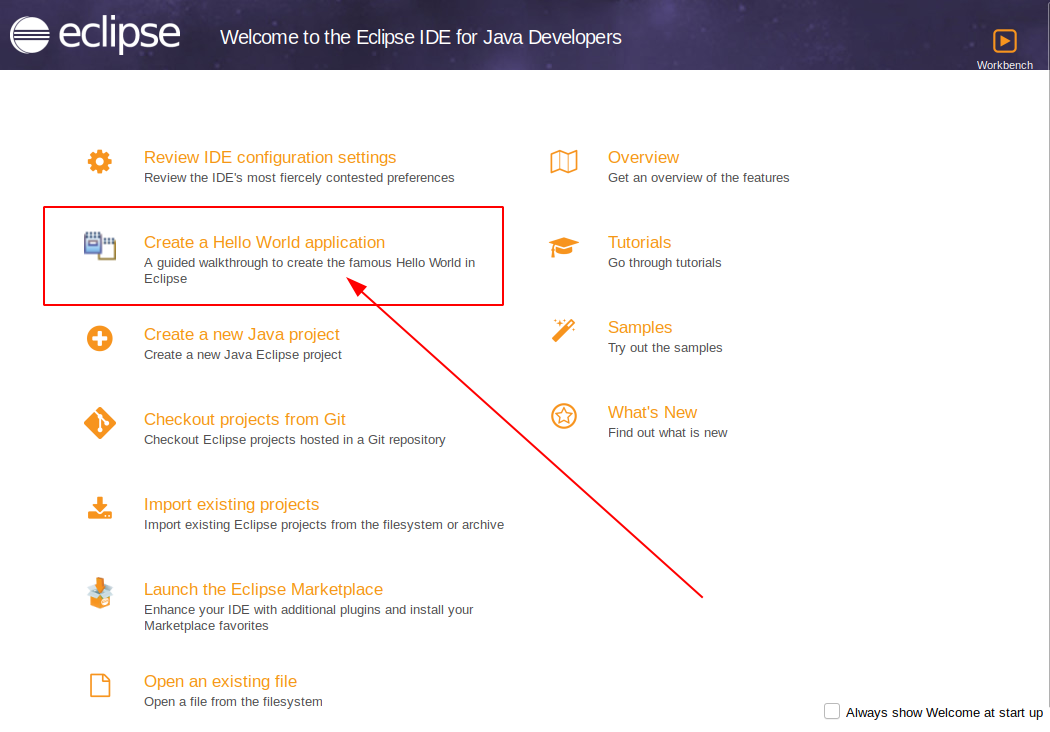 eclipse
Welcome to the Eclipse IDE for Java Developers
Workbench
Review IDE configuration settings
Review the IDE's most fiercely contested preferences
Create a Hello World application
A guided walkthrough to create the famous Hello World in
Eclipse
Create a new Java project
Create a new Java Eclipse project
Checkout projects from Git
Checkout Eclipse projects hosted in a Git repository
Import existing projects
Import existing Eclipse projects from the filesystem or archive
Launch the Eclipse Marketplace
Enhance your IDE with additional plugins and install your
Marketplace favorites
Open an existing file
Open a file from the filesystem
Overview
Get an overview of the features
Tutorials
Go through tutorials
Samples
Try out the samples
What's New
Find out what is new
Always show Welcome at start up